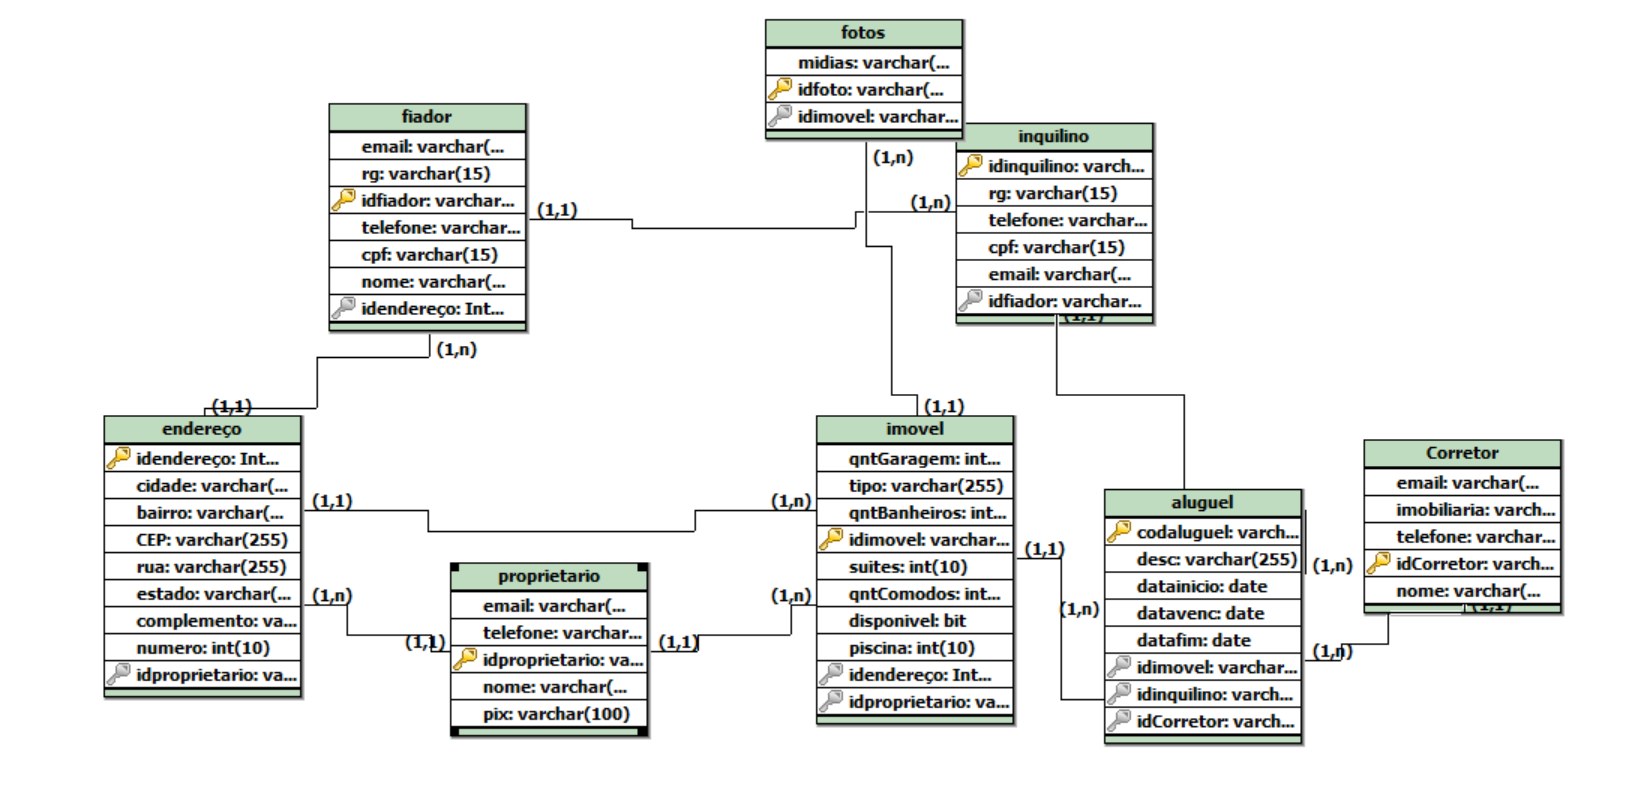 fotos
midias: varchar(...
idfoto: varchar(...
idimovel: varchar...
(1,n)
fiador
email: varchar(...
rg: varchar(15)
idfiador: varchar...
telefone: varchar...
cpf: varchar(15)
nome: varchar(...
idendereço: Int...
(1,1)
(1,n)
inquilino
idinquilino: varch...
rg: varchar(15)
telefone: varchar...
cpf: varchar(15)
email: varchar(...
idfiador: varchar...
(1,n)
(1,1)
endereço
(1,1)
idendereço: Int...
cidade: varchar(...
bairro: varchar(...
CEP: varchar(255)
rua: varchar(255)
estado: varchar(...
complemento: va...
numero: int(10)
idproprietario: va...
(1,1)
(1,n)
proprietario
email: varchar(...
telefone: varchar...
idproprietario: va...
nome: varchar(...
pix: varchar(100)
(1,1)
(1,1)
(1,1)
imovel
qntGaragem: int...
tipo: varchar(255)
qntBanheiros: int...
idimovel: varchar...
suites: int(10)
qntComodos: int...
disponivel: bit
piscina: int(10)
idendereço: Int...
idproprietario: va...
(1,n)
(1,n)
(1,1)
(1,n)
aluguel
codaluguel: varch...
desc: varchar(255)
datainicio: date
datavenc: date
datafim: date
idimovel: varchar...
idinquilino: varch...
idCorretor: varch...
(1,n)
(1,n)
Corretor
email: varchar(...
imobiliaria: varch...
telefone: varchar...
idCorretor: varch...
nome: varchar(...
(1,1)